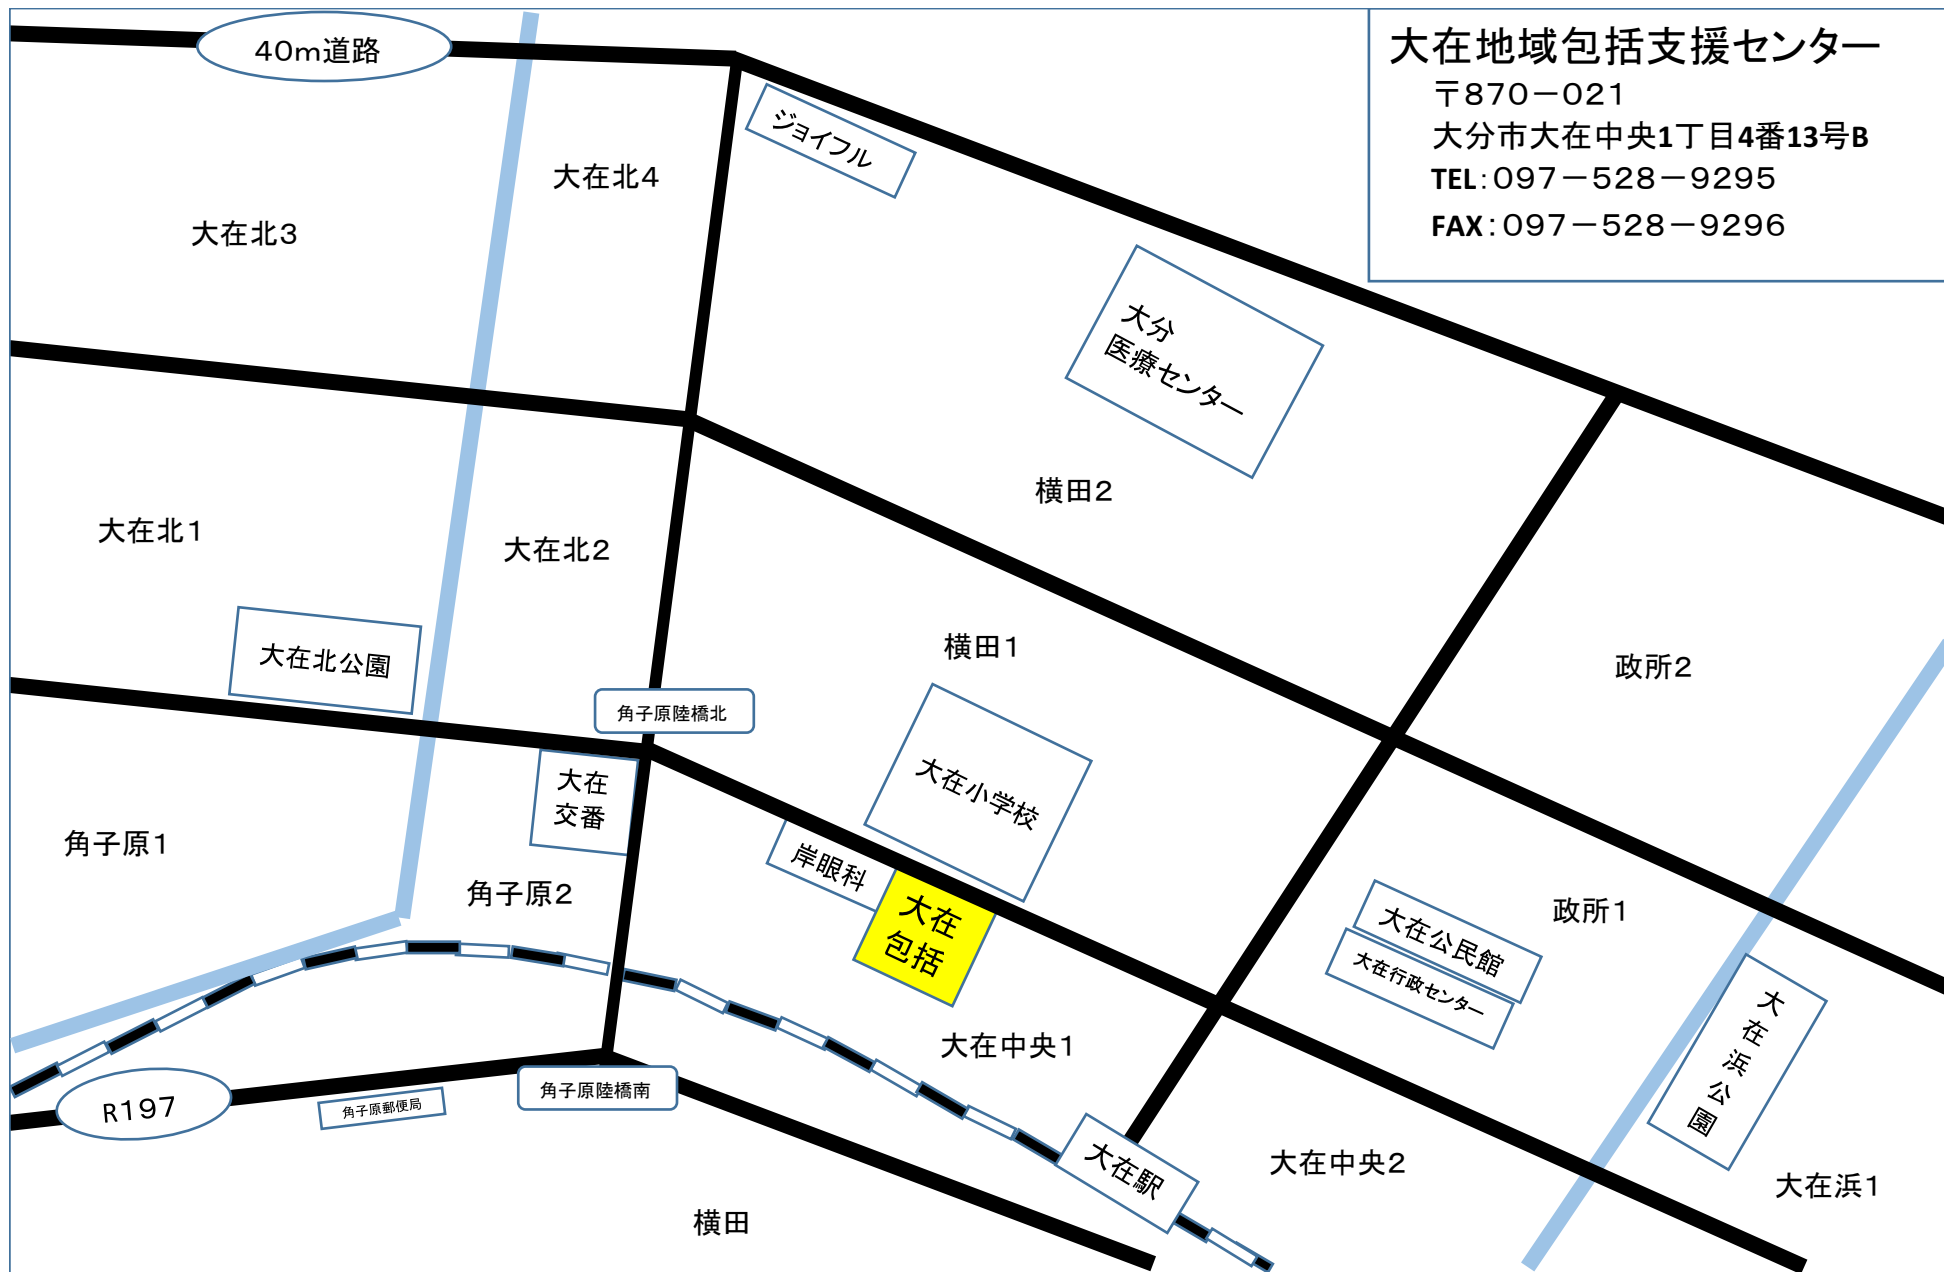 40m道路
大在地域包括支援センター
〒870－021
大分市大在中央1丁目4番13号B
TEL：097－528－9295
FAX：097－528－9296
ジョイフル
大在北4
大在北3
大分
医療センター
横田2
大在北1
大在北2
横田1
大在北公園
政所2
角子原陸橋北
大在
交番
大在小学校
角子原1
岸眼科
角子原2
大在
包括
大在公民館
政所1
大在行政センター
大在浜公園
大在中央1
R197
角子原郵便局
角子原陸橋南
大在駅
大在中央2
大在浜1
横田